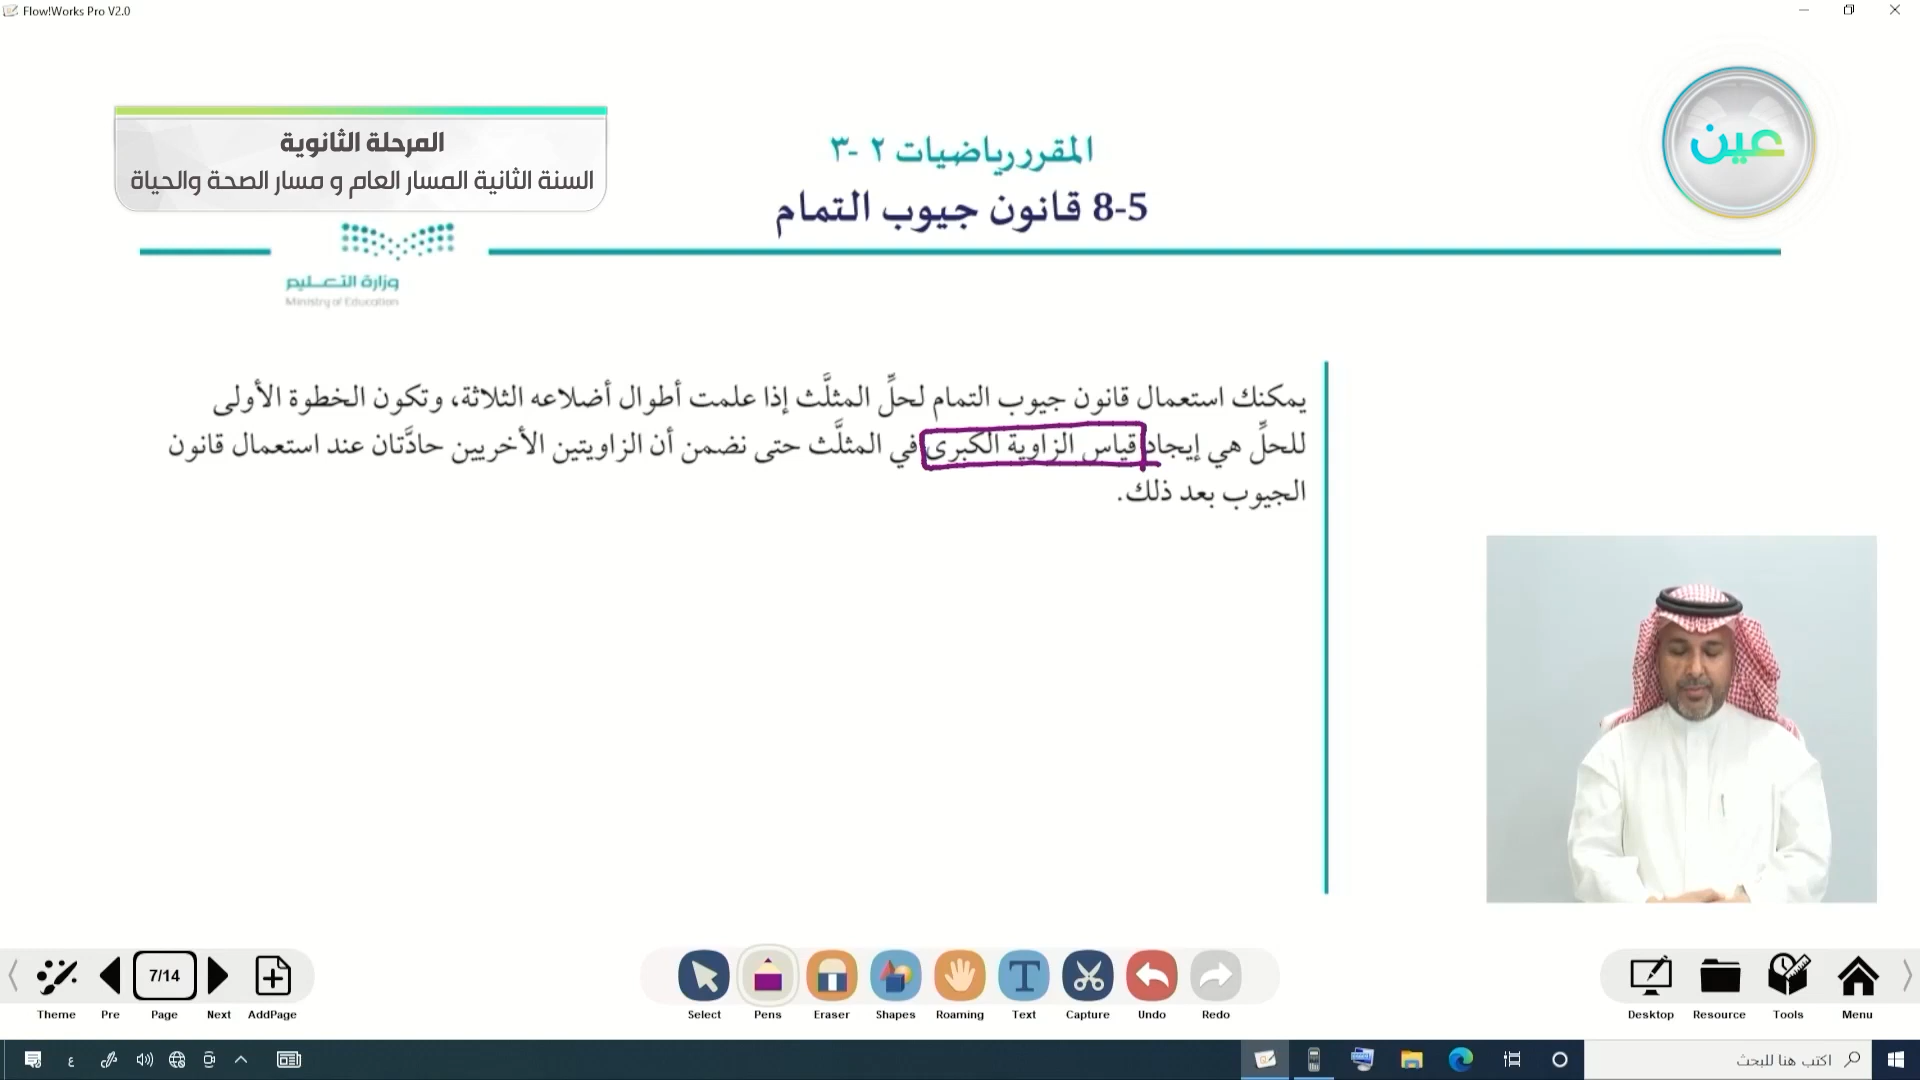 Flow!Works Pro V2.0
المرحلة الثانوية
السنة الثانية المسار العام و مسار الصحة والحياة
المقرر رياضيات ٢ -٣
8-5 قانون جيوب التمام
عين
وزارة التعليم
Ministry of Education
يمكنك استعمال قانون جيوب التمام لحلِّ المثلَّث إذا علمت أطوال أضلاعه الثلاثة، وتكون الخطوة الأولى
للحلِّ هي إيجاد قياس الزاوية الكبرى في المثلَّث حتى نضمن أن الزاويتين الأخريين حادَّتان عند استعمال قانون
الجيوب بعد ذلك.
7/14
Theme Pre Page Next AddPage
Select Pens Eraser Shapes Roaming Text Capture Undo Redo
Desktop Resource Tools Menu
ع
اكتب هنا للبحث